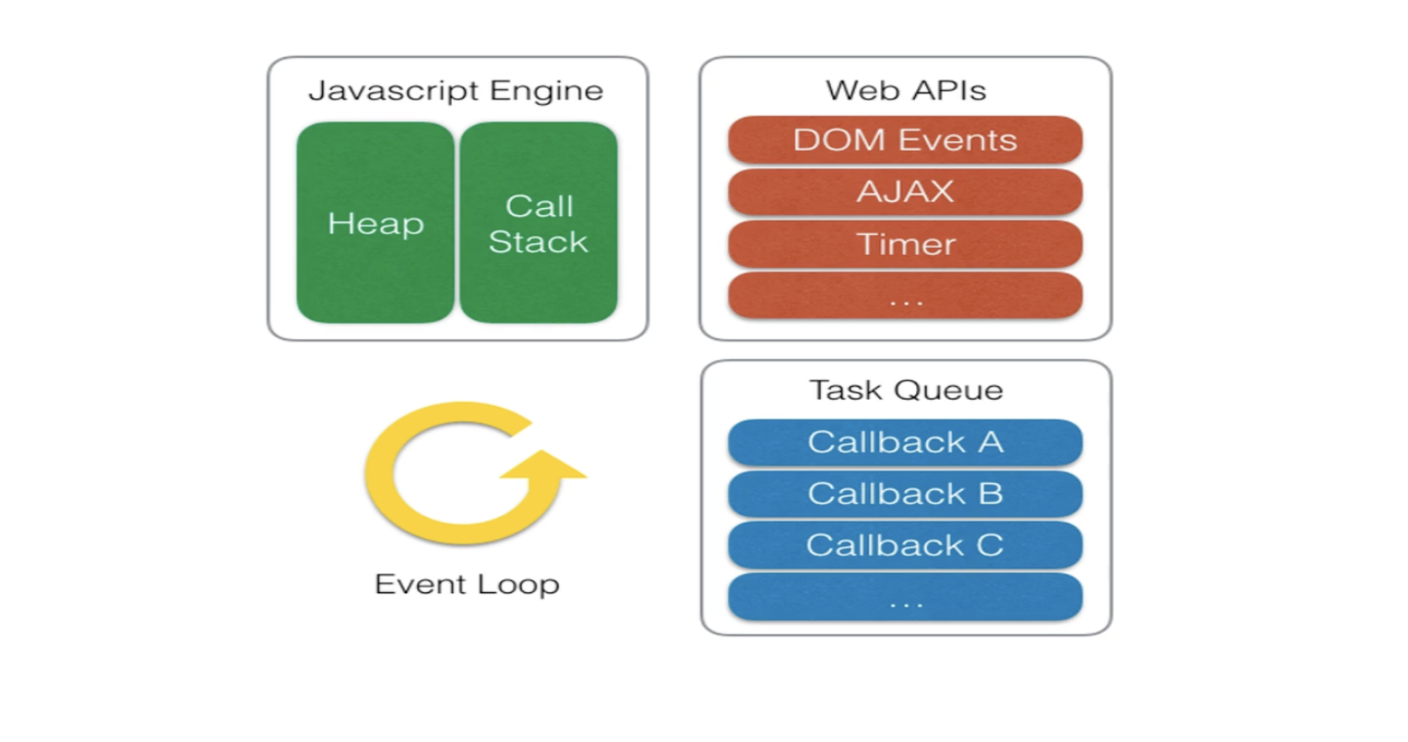 Javascript Engine
Heap
Call
Stack
Web APIs
DOM Events
AJAX
Timer
...
Event Loop
Task Queue
Callback A
Callback B
Callback C
...